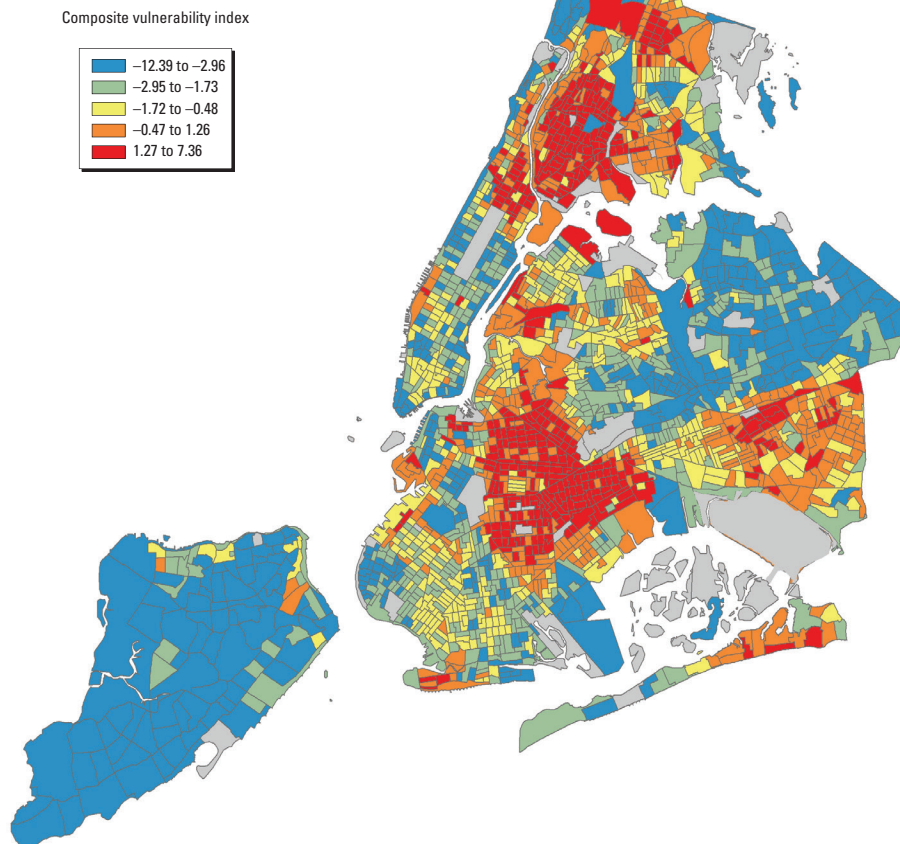 Composite vulnerability index
–12.39 to –2.96
–2.95 to –1.73
–1.72 to –0.48
–0.47 to 1.26
1.27 to 7.36